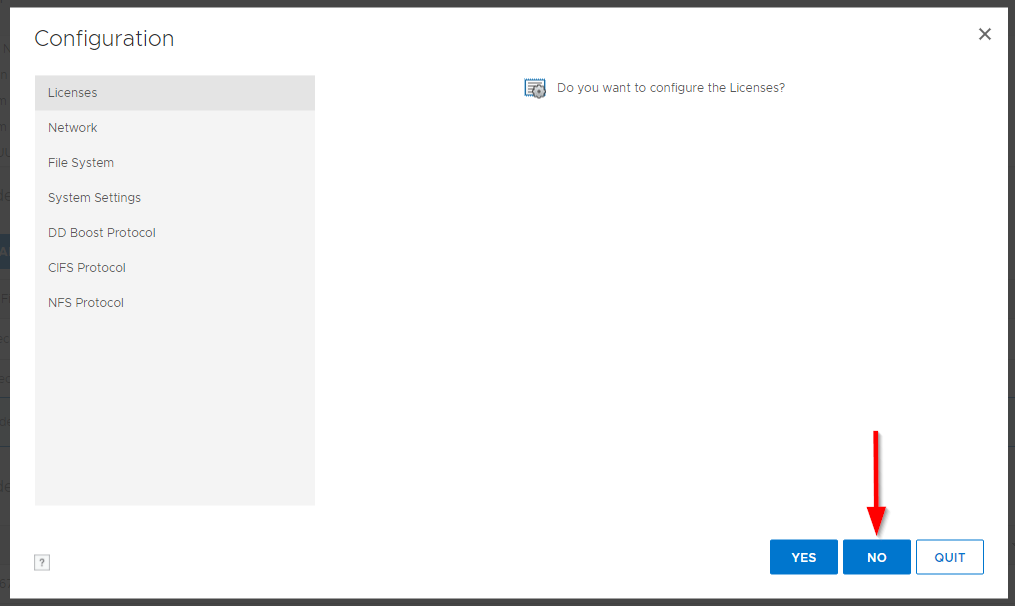 Configuration
Licenses
Network
File System
System Settings
DD Boost Protocol
CIFS Protocol
NFS Protocol
Do you want to configure the Licenses?
?
YES
NO
QUIT